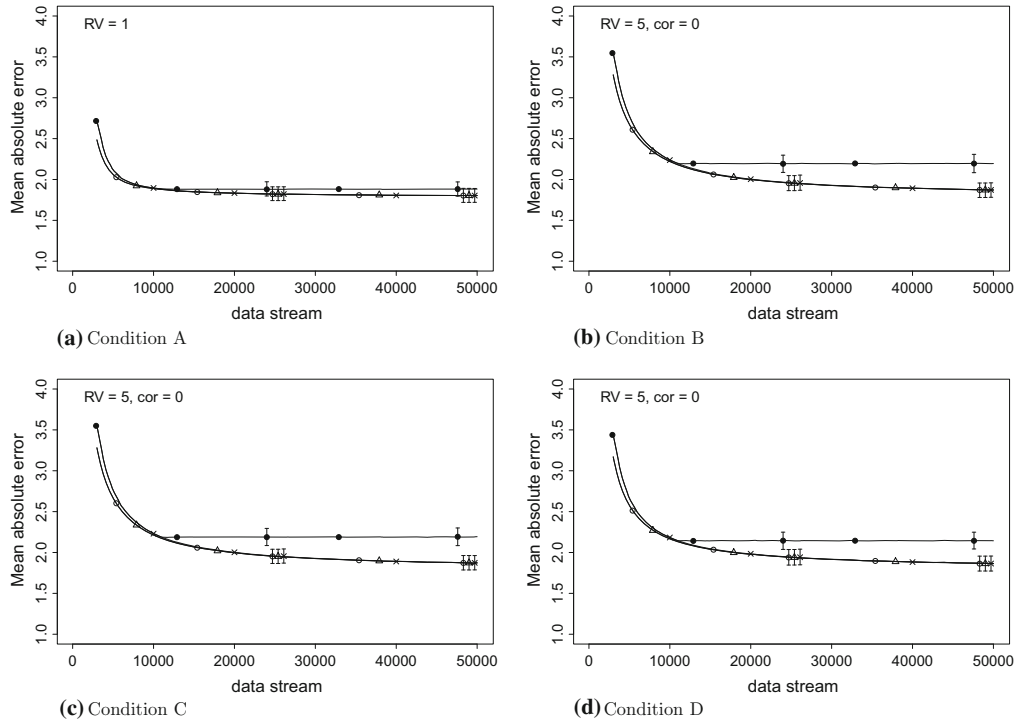 RV = 1
Mean absolute error
4.0
3.5
3.0
2.5
2.0
1.5
1.0
0 10000 20000 30000 40000 50000
data stream
(a) Condition A
RV = 5, cor = 0
Mean absolute error
4.0
3.5
3.0
2.5
2.0
1.5
1.0
0 10000 20000 30000 40000 50000
data stream
(b) Condition B
RV = 5, cor = 0
Mean absolute error
4.0
3.5
3.0
2.5
2.0
1.5
1.0
0 10000 20000 30000 40000 50000
data stream
(c) Condition C
RV = 5, cor = 0
Mean absolute error
4.0
3.5
3.0
2.5
2.0
1.5
1.0
0 10000 20000 30000 40000 50000
data stream
(d) Condition D